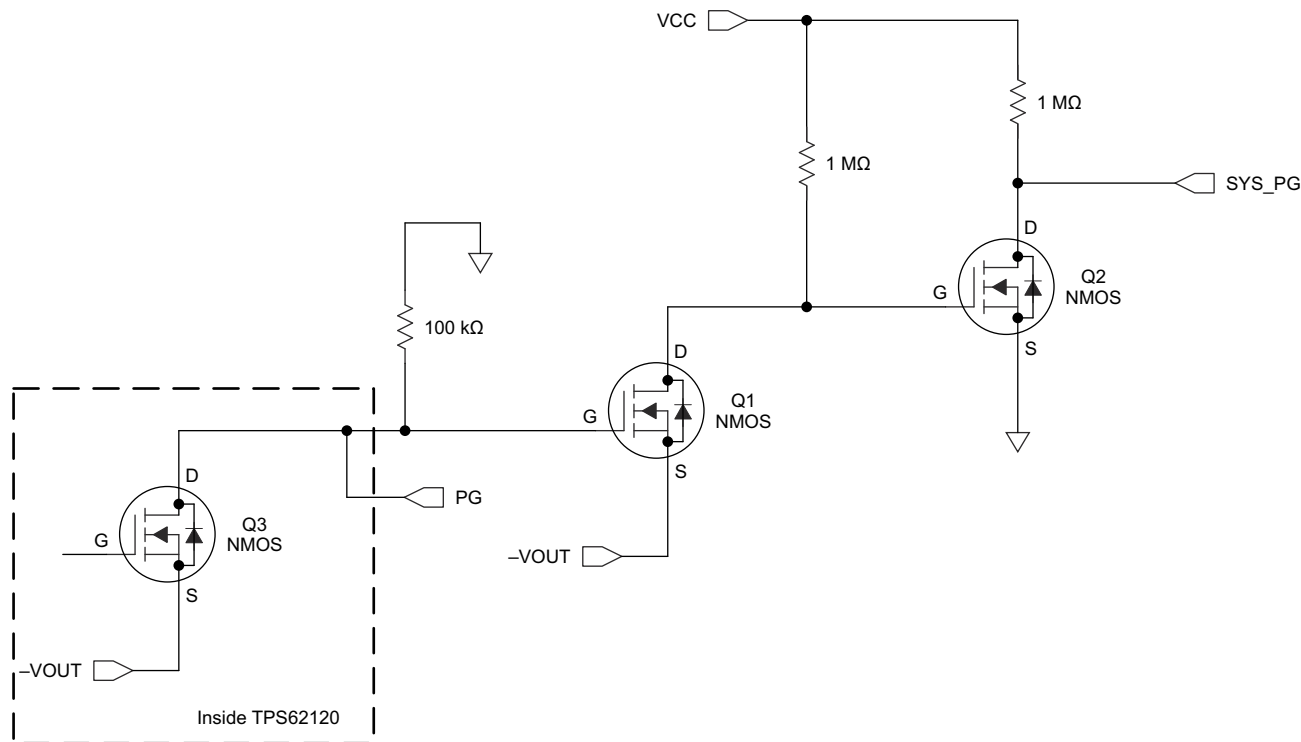 VCC
1 MΩ
1 MΩ
SYS_PG
D
Q2
NMOS
G
S
100 kΩ
D
Q1
NMOS
G
S
D
PG
Q3
NMOS
G
–VOUT
S
–VOUT
Inside TPS62120